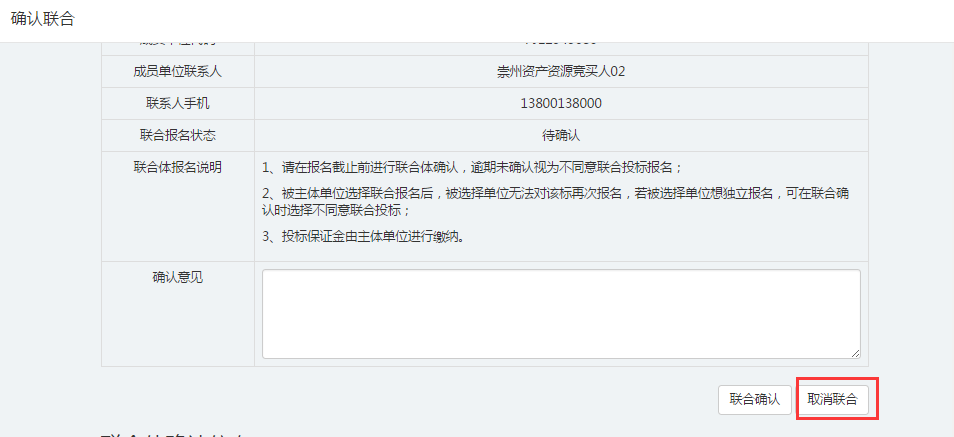 确认联合
成员单位联系人 崇州资产资源竞买人02
联系人手机 13800138000
联合报名状态 待确认
联合体报名说明 1、请在报名截止前进行联合体确认，逾期未确认视为不同意联合投标报名；
2、被主体单位选择联合报名后，被选择单位无法对该标再次报名，若被选择单位想独立报名，可在联合确
认时选择不同意联合投标；
3、投标保证金由主体单位进行缴纳。
确认意见
联合确认 取消联合